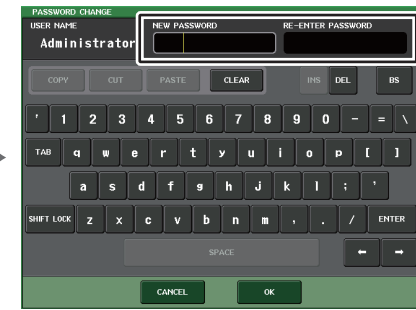 PASSWORD CHANGE
USER NAME NEW PASSWORD RE-ENTER PASSWORD
Administrator
COPY CUT PASTE CLEAR INS DEL BS
' 1 2 3 4 5 6 7 8 9 0 - = \
TAB q w e r t y u i o p [ ]
a s d f g h j k l ; '
SHIFT LOCK z x c v b n m , . / ENTER
SPACE ← →
CANCEL OK